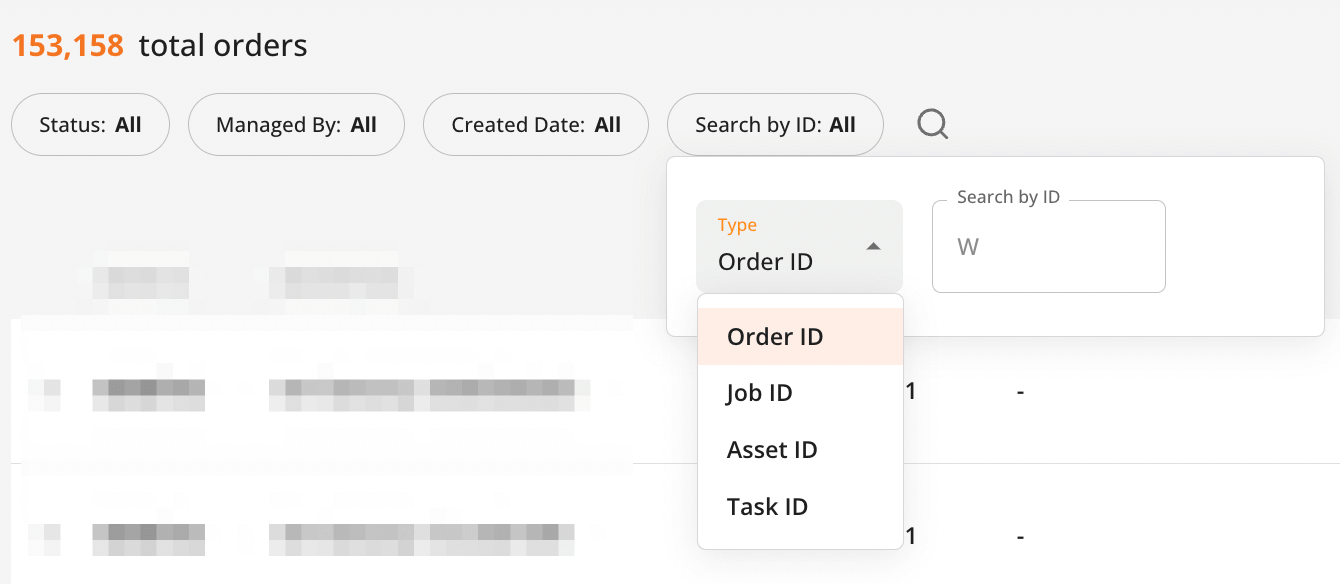 153,158 total orders
Status: All
Managed By: All
Created Date: All
Search by ID: All
Type
Order ID
Search by ID
W
Order ID
Job ID
Asset ID
Task ID
1 -
1 -